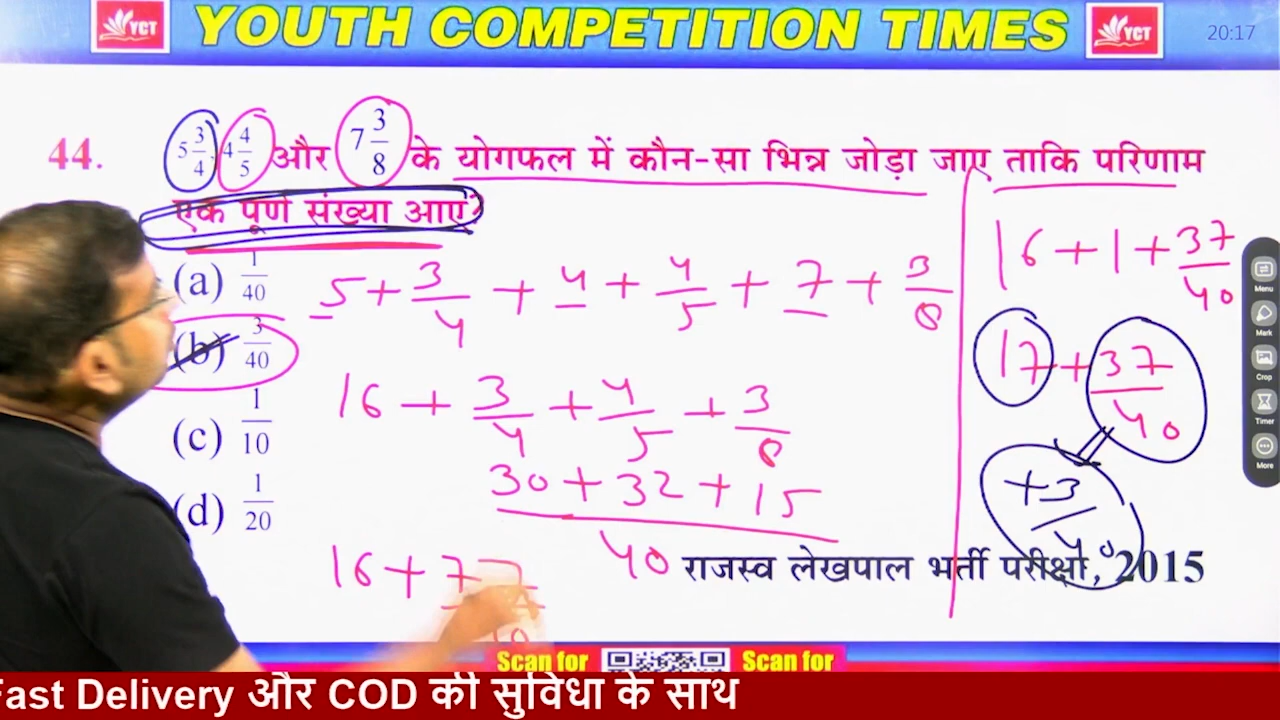 YCT YOUTH COMPETITION TIMES YCT 20:17
44. 5 3/4, 4 4/5 और 7 3/8 के योगफल में कौन-सा भिन्न जोड़ा जाए ताकि परिणाम
एक पूर्ण संख्या आएं?
(a) 1/40
(b) 3/40
(c) 1/10
(d) 1/20
5 + 3/4 + 4 + 4/5 + 7 + 3/8
16 + 3/4 + 4/5 + 3/8
30 + 32 + 15
40
16 + 77
16 + 1 + 37/40
17 + 37/40
+3/40
राजस्व लेखपाल भर्ती परीक्षा, 2015
Menu
Mark
Crop
Timer
More
Scan for Scan for
Fast Delivery और COD की सुविधा के साथ